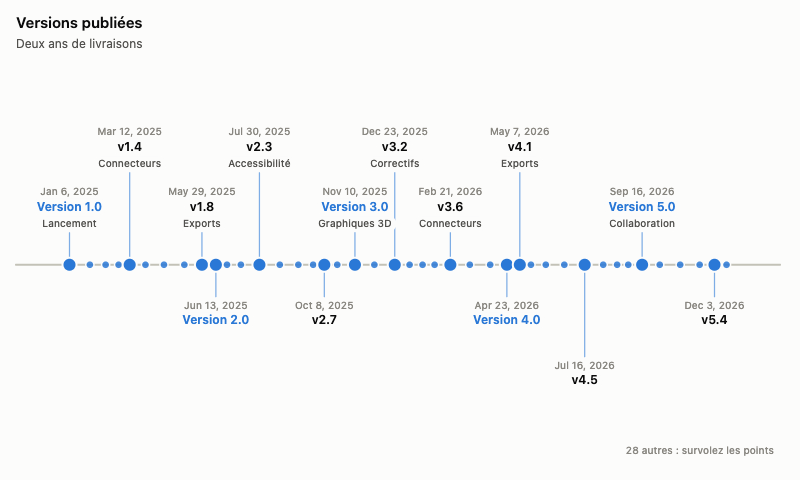 Versions publiées
Deux ans de livraisons
Mar 12, 2025
v1.4
Connecteurs
Jul 30, 2025
v2.3
Accessibilité
Dec 23, 2025
v3.2
Correctifs
May 7, 2026
v4.1
Exports
Jan 6, 2025
Version 1.0
Lancement
May 29, 2025
v1.8
Exports
Nov 10, 2025
Version 3.0
Graphiques 3D
Feb 21, 2026
v3.6
Connecteurs
Sep 16, 2026
Version 5.0
Collaboration
Jun 13, 2025
Version 2.0
Oct 8, 2025
v2.7
Apr 23, 2026
Version 4.0
Dec 3, 2026
v5.4
Jul 16, 2026
v4.5
28 autres : survolez les points